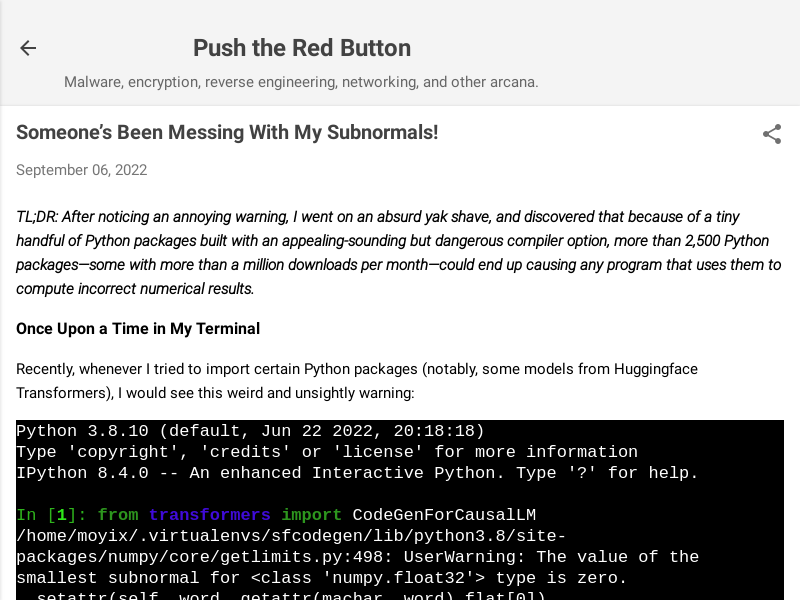 Push the Red Button
Malware, encryption, reverse engineering, networking, and other arcana.
Someone’s Been Messing With My Subnormals!
September 06, 2022
TL;DR: After noticing an annoying warning, I went on an absurd yak shave, and discovered that because of a tiny
handful of Python packages built with an appealing-sounding but dangerous compiler option, more than 2,500 Python
packages—some with more than a million downloads per month—could end up causing any program that uses them to
compute incorrect numerical results.
Once Upon a Time in My Terminal
Recently, whenever I tried to import certain Python packages (notably, some models from Huggingface
Transformers), I would see this weird and unsightly warning:
Python 3.8.10 (default, Jun 22 2022, 20:18:18)
Type 'copyright', 'credits' or 'license' for more information
IPython 8.4.0 -- An enhanced Interactive Python. Type '?' for help.
In [1]: from transformers import CodeGenForCausalLM
/home/moyix/.virtualenvs/sfcodegen/lib/python3.8/site-
packages/numpy/core/getlimits.py:498: UserWarning: The value of the
smallest subnormal for <class 'numpy.float32'> type is zero.
setattr(self, word, getattr(machar, word).flat[0])